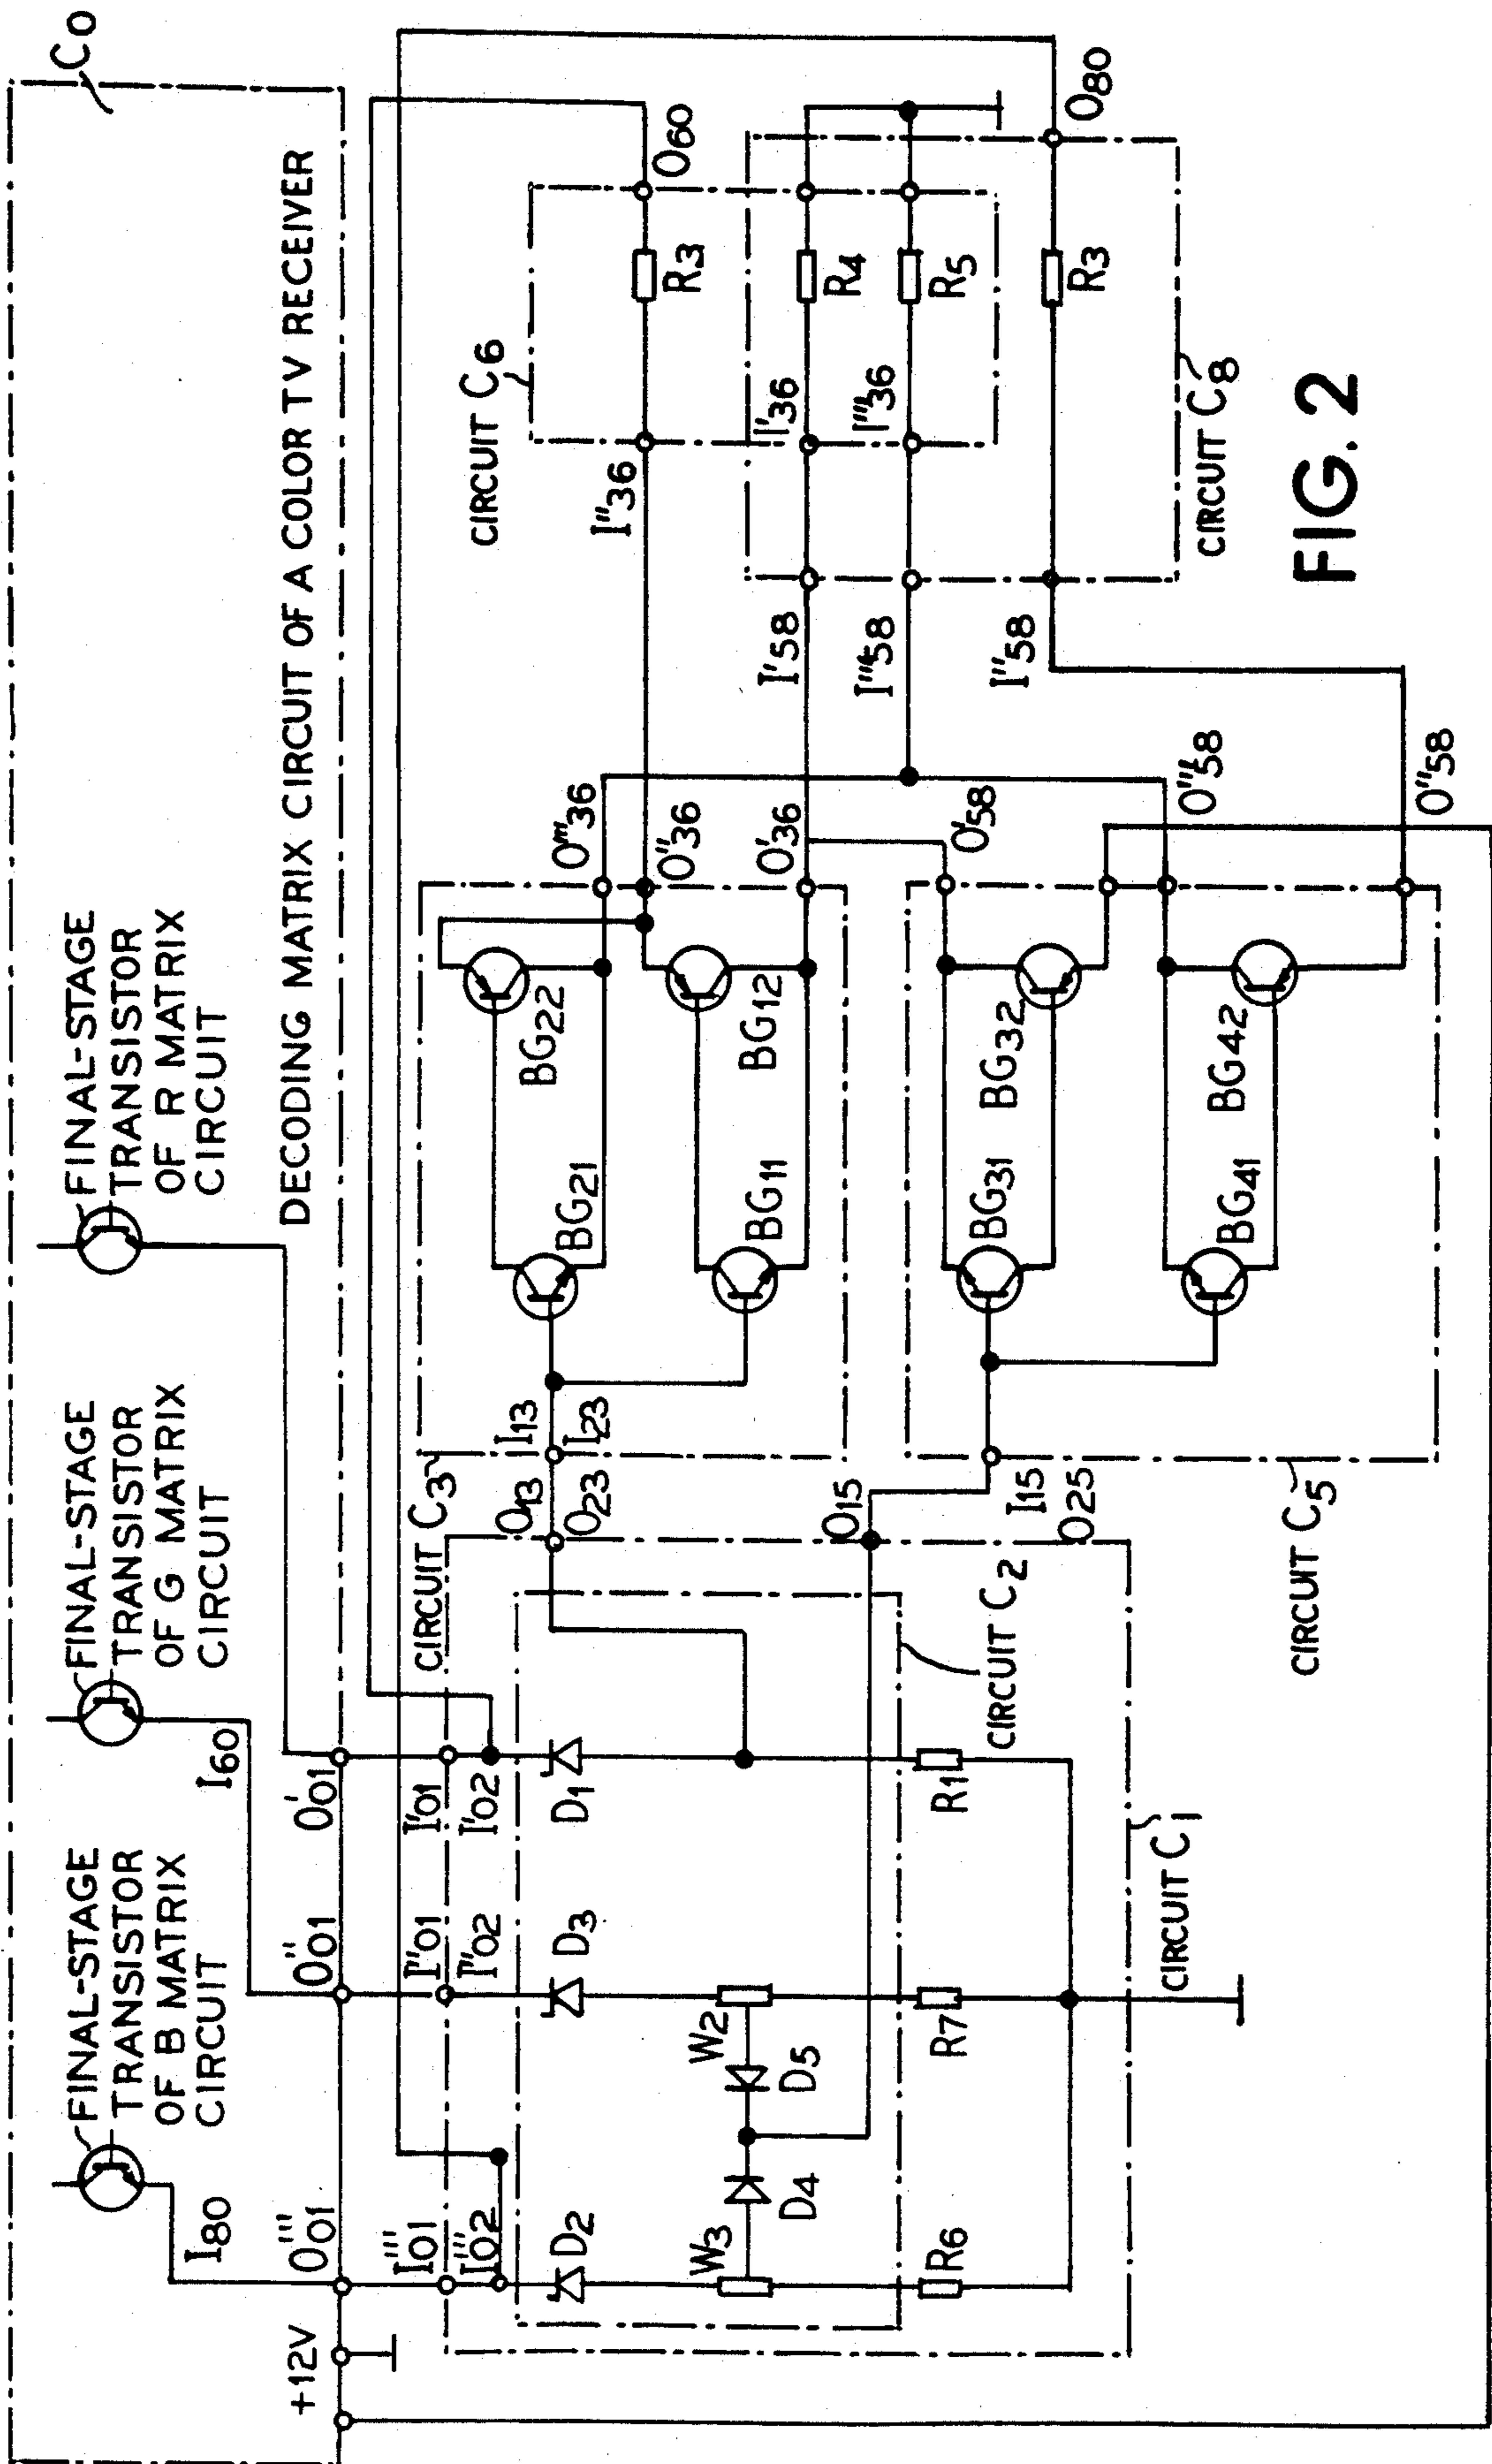 C0
FINAL-STAGE
TRANSISTOR
OF B MATRIX
CIRCUIT
FINAL-STAGE
TRANSISTOR
OF G MATRIX
CIRCUIT
FINAL-STAGE
TRANSISTOR
OF R MATRIX
CIRCUIT
DECODING MATRIX CIRCUIT OF A COLOR TV RECEIVER
I80
I60
+12V
O'''01
O''01
O'01
I'''01
I'''02
I''01
I''02
I'01
I'02
D2
D3
D1
W3
W2
D4
D5
R6
R7
R1
CIRCUIT C1
CIRCUIT C2
CIRCUIT C3
O13
O23
I13
I23
O15
I15
O25
CIRCUIT C5
BG21
BG22
BG11
BG12
BG31
BG32
BG41
BG42
O'''36
O''36
O'36
O'58
O'''58
O''58
I''36
I'58
I'''58
I''58
I'36
I'''36
CIRCUIT C6
R3
R4
R5
R3
O60
O80
CIRCUIT C8
FIG. 2